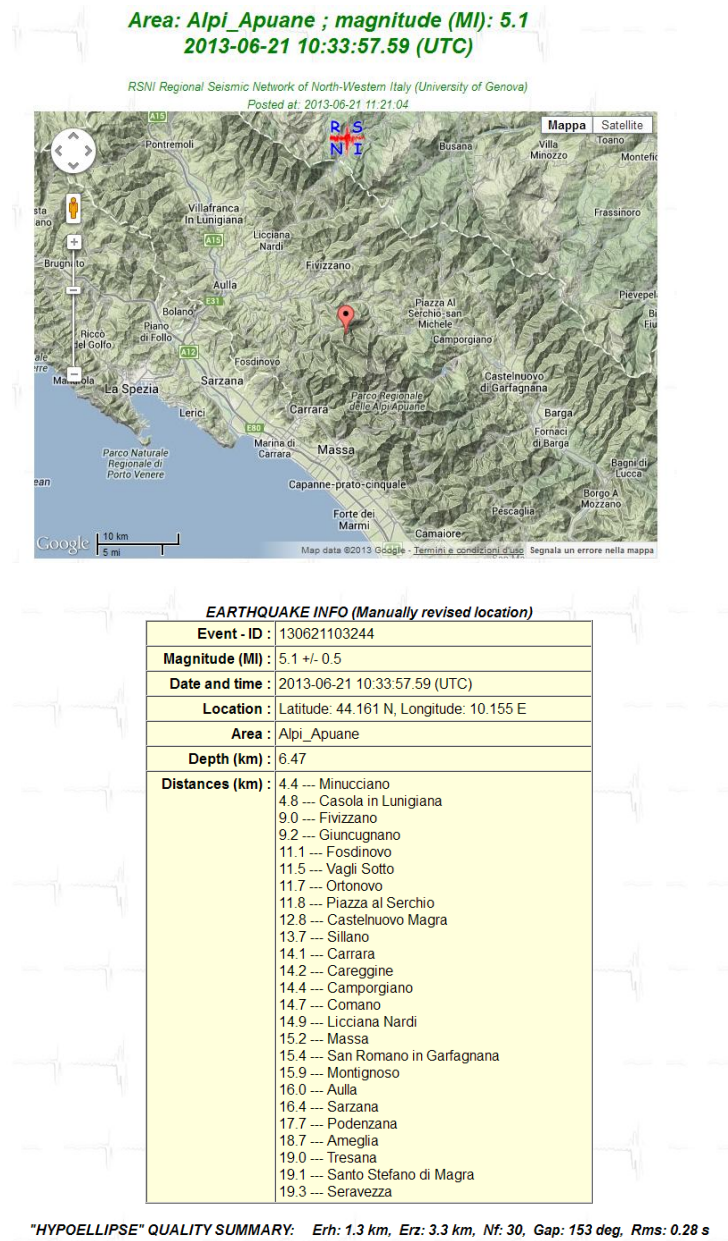 Area: Alpi_Apuane ; magnitude (Ml): 5.1
2013-06-21 10:33:57.59 (UTC)
RSNI Regional Seismic Network of North-Western Italy (University of Genova)
Posted at: 2013-06-21 11:21:04
A15
R S
N I
Mappa Satellite
Pontremoli
Busana
Villa
Minozzo
Toano
Villafranca
In Lunigiana
Frassinoro
A15
Licciana
Nardi
Brugnato
Fivizzano
Aulla
E31
Bolano
Piano
di Follo
Piazza Al
Serchio-san
Michele
Camporgiano
Riccò
del Golfo
A12
Fosdinovo
Castelnuovo
di Garfagnana
La Spezia
Sarzana
Parco Regionale
delle Alpi Apuane
Lerici
Carrara
Barga
E80
Marina di
Carrara
Massa
Fornaci
di Barga
Parco Naturale
Regionale di
Porto Venere
Bagni di
Lucca
Capanne-prato-cinquale
Borgo A
Mozzano
Forte dei
Marmi
Pescaglia
Camaiore
Google
10 km
5 mi
Map data ©2013 Google - Termini e condizioni d'uso Segnala un errore nella mappa
EARTHQUAKE INFO (Manually revised location)
Event - ID : 130621103244
Magnitude (Ml) : 5.1 +/- 0.5
Date and time : 2013-06-21 10:33:57.59 (UTC)
Location : Latitude: 44.161 N, Longitude: 10.155 E
Area : Alpi_Apuane
Depth (km) : 6.47
Distances (km) : 4.4 --- Minucciano
4.8 --- Casola in Lunigiana
9.0 --- Fivizzano
9.2 --- Giuncugnano
11.1 --- Fosdinovo
11.5 --- Vagli Sotto
11.7 --- Ortonovo
11.8 --- Piazza al Serchio
12.8 --- Castelnuovo Magra
13.7 --- Sillano
14.1 --- Carrara
14.2 --- Careggine
14.4 --- Camporgiano
14.7 --- Comano
14.9 --- Licciana Nardi
15.2 --- Massa
15.4 --- San Romano in Garfagnana
15.9 --- Montignoso
16.0 --- Aulla
16.4 --- Sarzana
17.7 --- Podenzana
18.7 --- Ameglia
19.0 --- Tresana
19.1 --- Santo Stefano di Magra
19.3 --- Seravezza
"HYPOELLIPSE" QUALITY SUMMARY: Erh: 1.3 km, Erz: 3.3 km, Nf: 30, Gap: 153 deg, Rms: 0.28 s